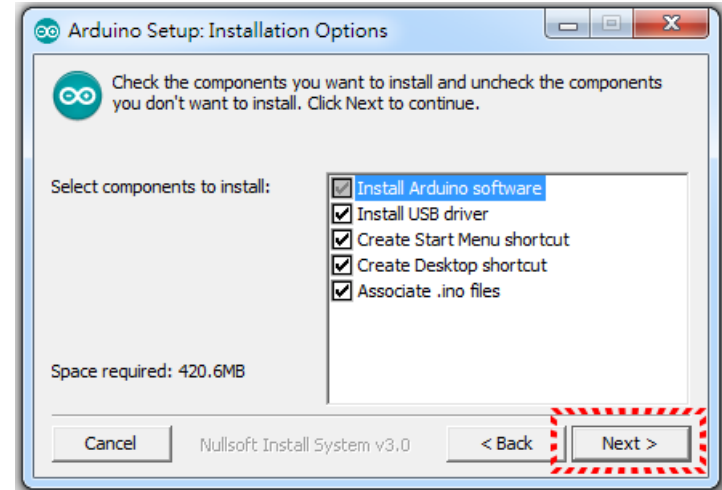 Arduino Setup: Installation Options
Check the components you want to install and uncheck the components
you don't want to install. Click Next to continue.
Select components to install:
Install Arduino software
Install USB driver
Create Start Menu shortcut
Create Desktop shortcut
Associate .ino files
Space required: 420.6MB
Cancel
Nullsoft Install System v3.0
< Back
Next >